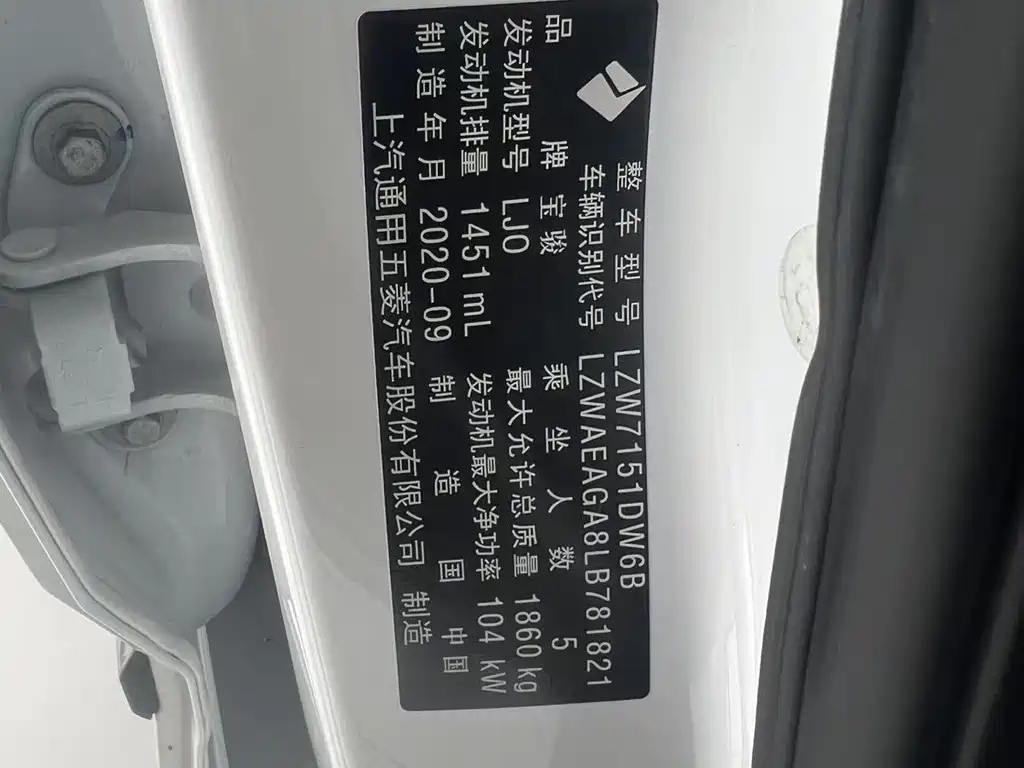 整车型号 LZW7151DW6B
车辆识别代号 LZWAEAGA8LB781821
品牌 宝骏 乘坐人数 5
发动机型号 LJO 最大允许总质量 1860 kg
发动机排量 1451 mL 发动机最大净功率 104 kW
制造年月 2020-09 制造国 中国
上汽通用五菱汽车股份有限公司 制造